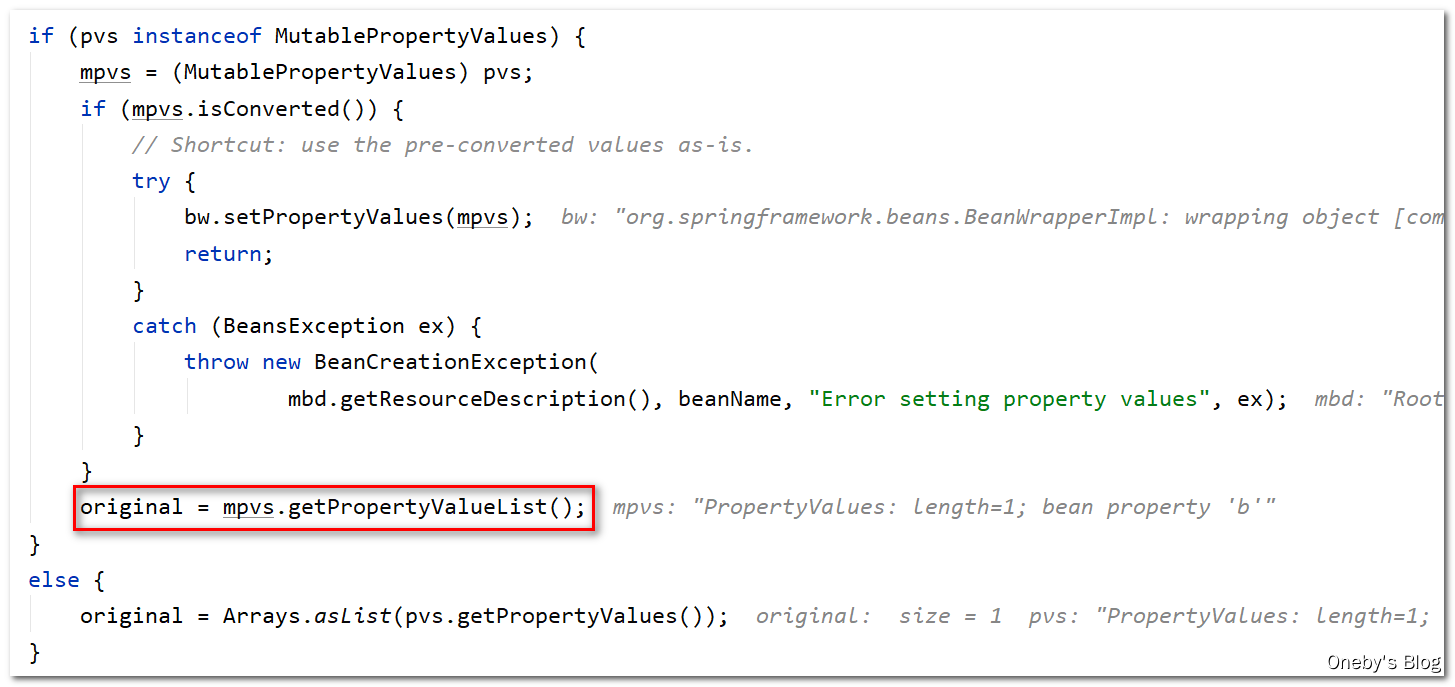 if (pvs instanceof MutablePropertyValues) {
    mpvs = (MutablePropertyValues) pvs;
    if (mpvs.isConverted()) {
        // Shortcut: use the pre-converted values as-is.
        try {
            bw.setPropertyValues(mpvs);  bw: "org.springframework.beans.BeanWrapperImpl: wrapping object [com
            return;
        }
        catch (BeansException ex) {
            throw new BeanCreationException(
                    mbd.getResourceDescription(), beanName, "Error setting property values", ex);  mbd: "Root
        }
    }
    original = mpvs.getPropertyValueList();  mpvs: "PropertyValues: length=1; bean property 'b'"
}
else {
    original = Arrays.asList(pvs.getPropertyValues());  original:  size = 1  pvs: "PropertyValues: length=1;
}
Oneby's Blog